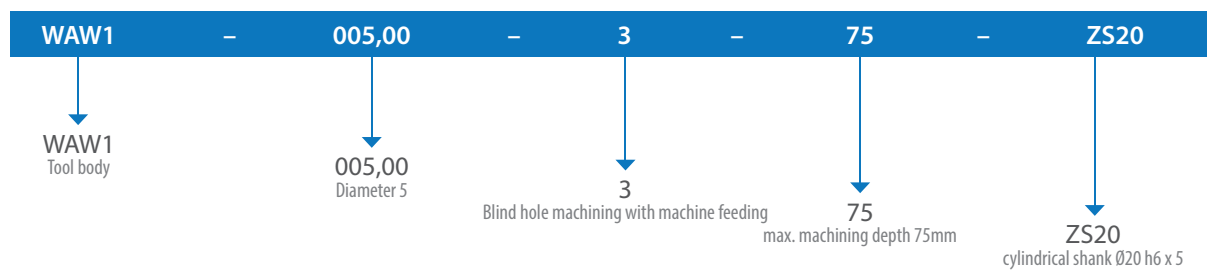 WAW1 – 005,00 – 3 – 75 – ZS20
WAW1
Tool body
005,00
Diameter 5
3
Blind hole machining with machine feeding
75
max. machining depth 75mm
ZS20
cylindrical shank Ø20 h6 x 5